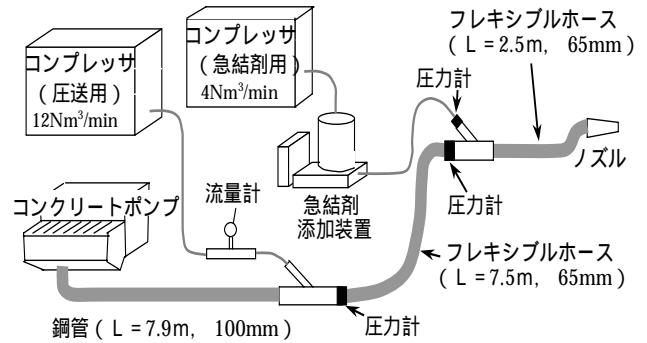 コンプレッサ
（圧送用）
12Nm³/min
コンプレッサ
（急結剤用）
4Nm³/min
フレキシブルホース
（Ｌ=2.5m,　65mm）
圧力計
ノズル
圧力計
流量計
急結剤
添加装置
コンクリートポンプ
フレキシブルホース
（Ｌ=7.5m,　65mm）
鋼管（Ｌ=7.9m,　100mm）
圧力計